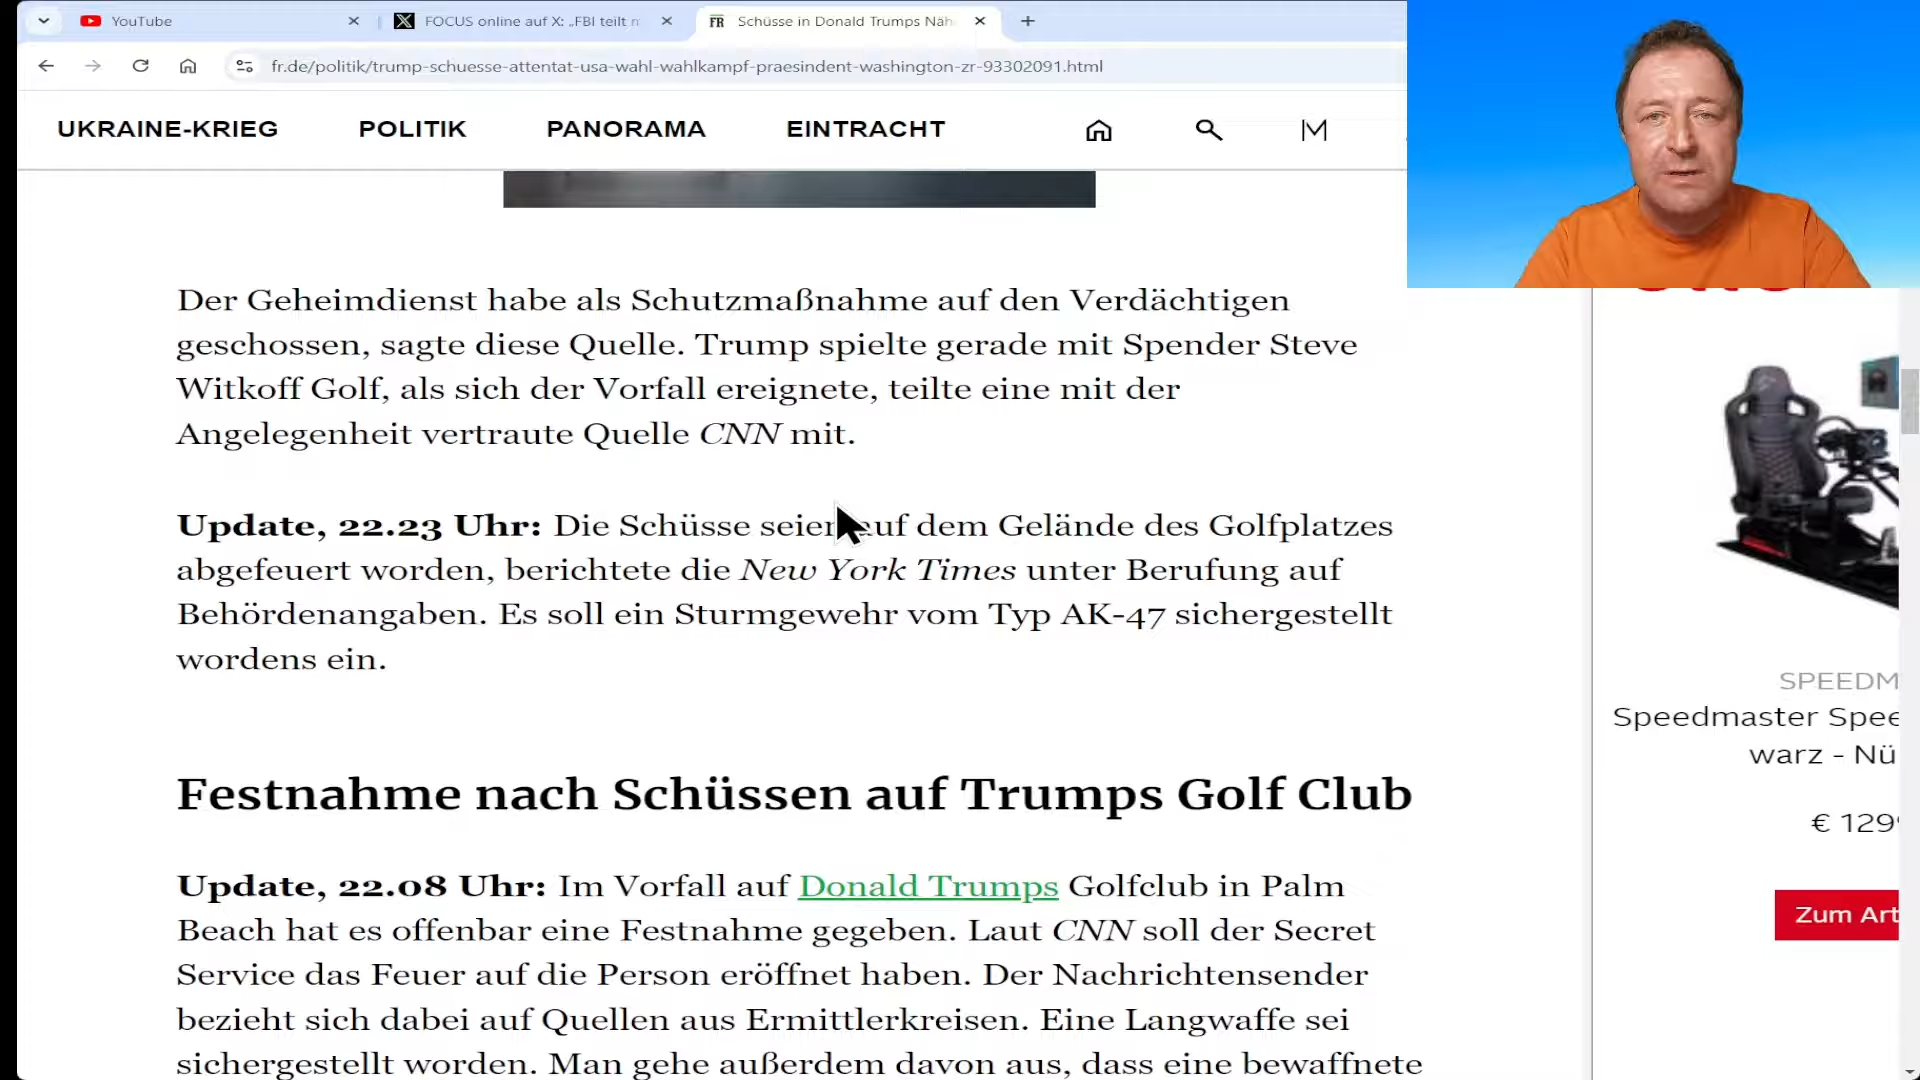 YouTube
FOCUS online auf X: „FBI teilt
Schüsse in Donald Trumps Näh
fr.de/politik/trump-schuesse-attentat-usa-wahl-wahlkampf-praesindent-washington-zr-93302091.html
UKRAINE-KRIEG POLITIK PANORAMA EINTRACHT
Der Geheimdienst habe als Schutzmaßnahme auf den Verdächtigen
geschossen, sagte diese Quelle. Trump spielte gerade mit Spender Steve
Witkoff Golf, als sich der Vorfall ereignete, teilte eine mit der
Angelegenheit vertraute Quelle CNN mit.
Update, 22.23 Uhr: Die Schüsse seien auf dem Gelände des Golfplatzes
abgefeuert worden, berichtete die New York Times unter Berufung auf
Behördenangaben. Es soll ein Sturmgewehr vom Typ AK-47 sichergestellt
wordens ein.
Festnahme nach Schüssen auf Trumps Golf Club
Update, 22.08 Uhr: Im Vorfall auf Donald Trumps Golfclub in Palm
Beach hat es offenbar eine Festnahme gegeben. Laut CNN soll der Secret
Service das Feuer auf die Person eröffnet haben. Der Nachrichtensender
bezieht sich dabei auf Quellen aus Ermittlerkreisen. Eine Langwaffe sei
sichergestellt worden. Man gehe außerdem davon aus, dass eine bewaffnete
SPEEDM
Speedmaster Spee
warz - Nü
€ 129
Zum Art